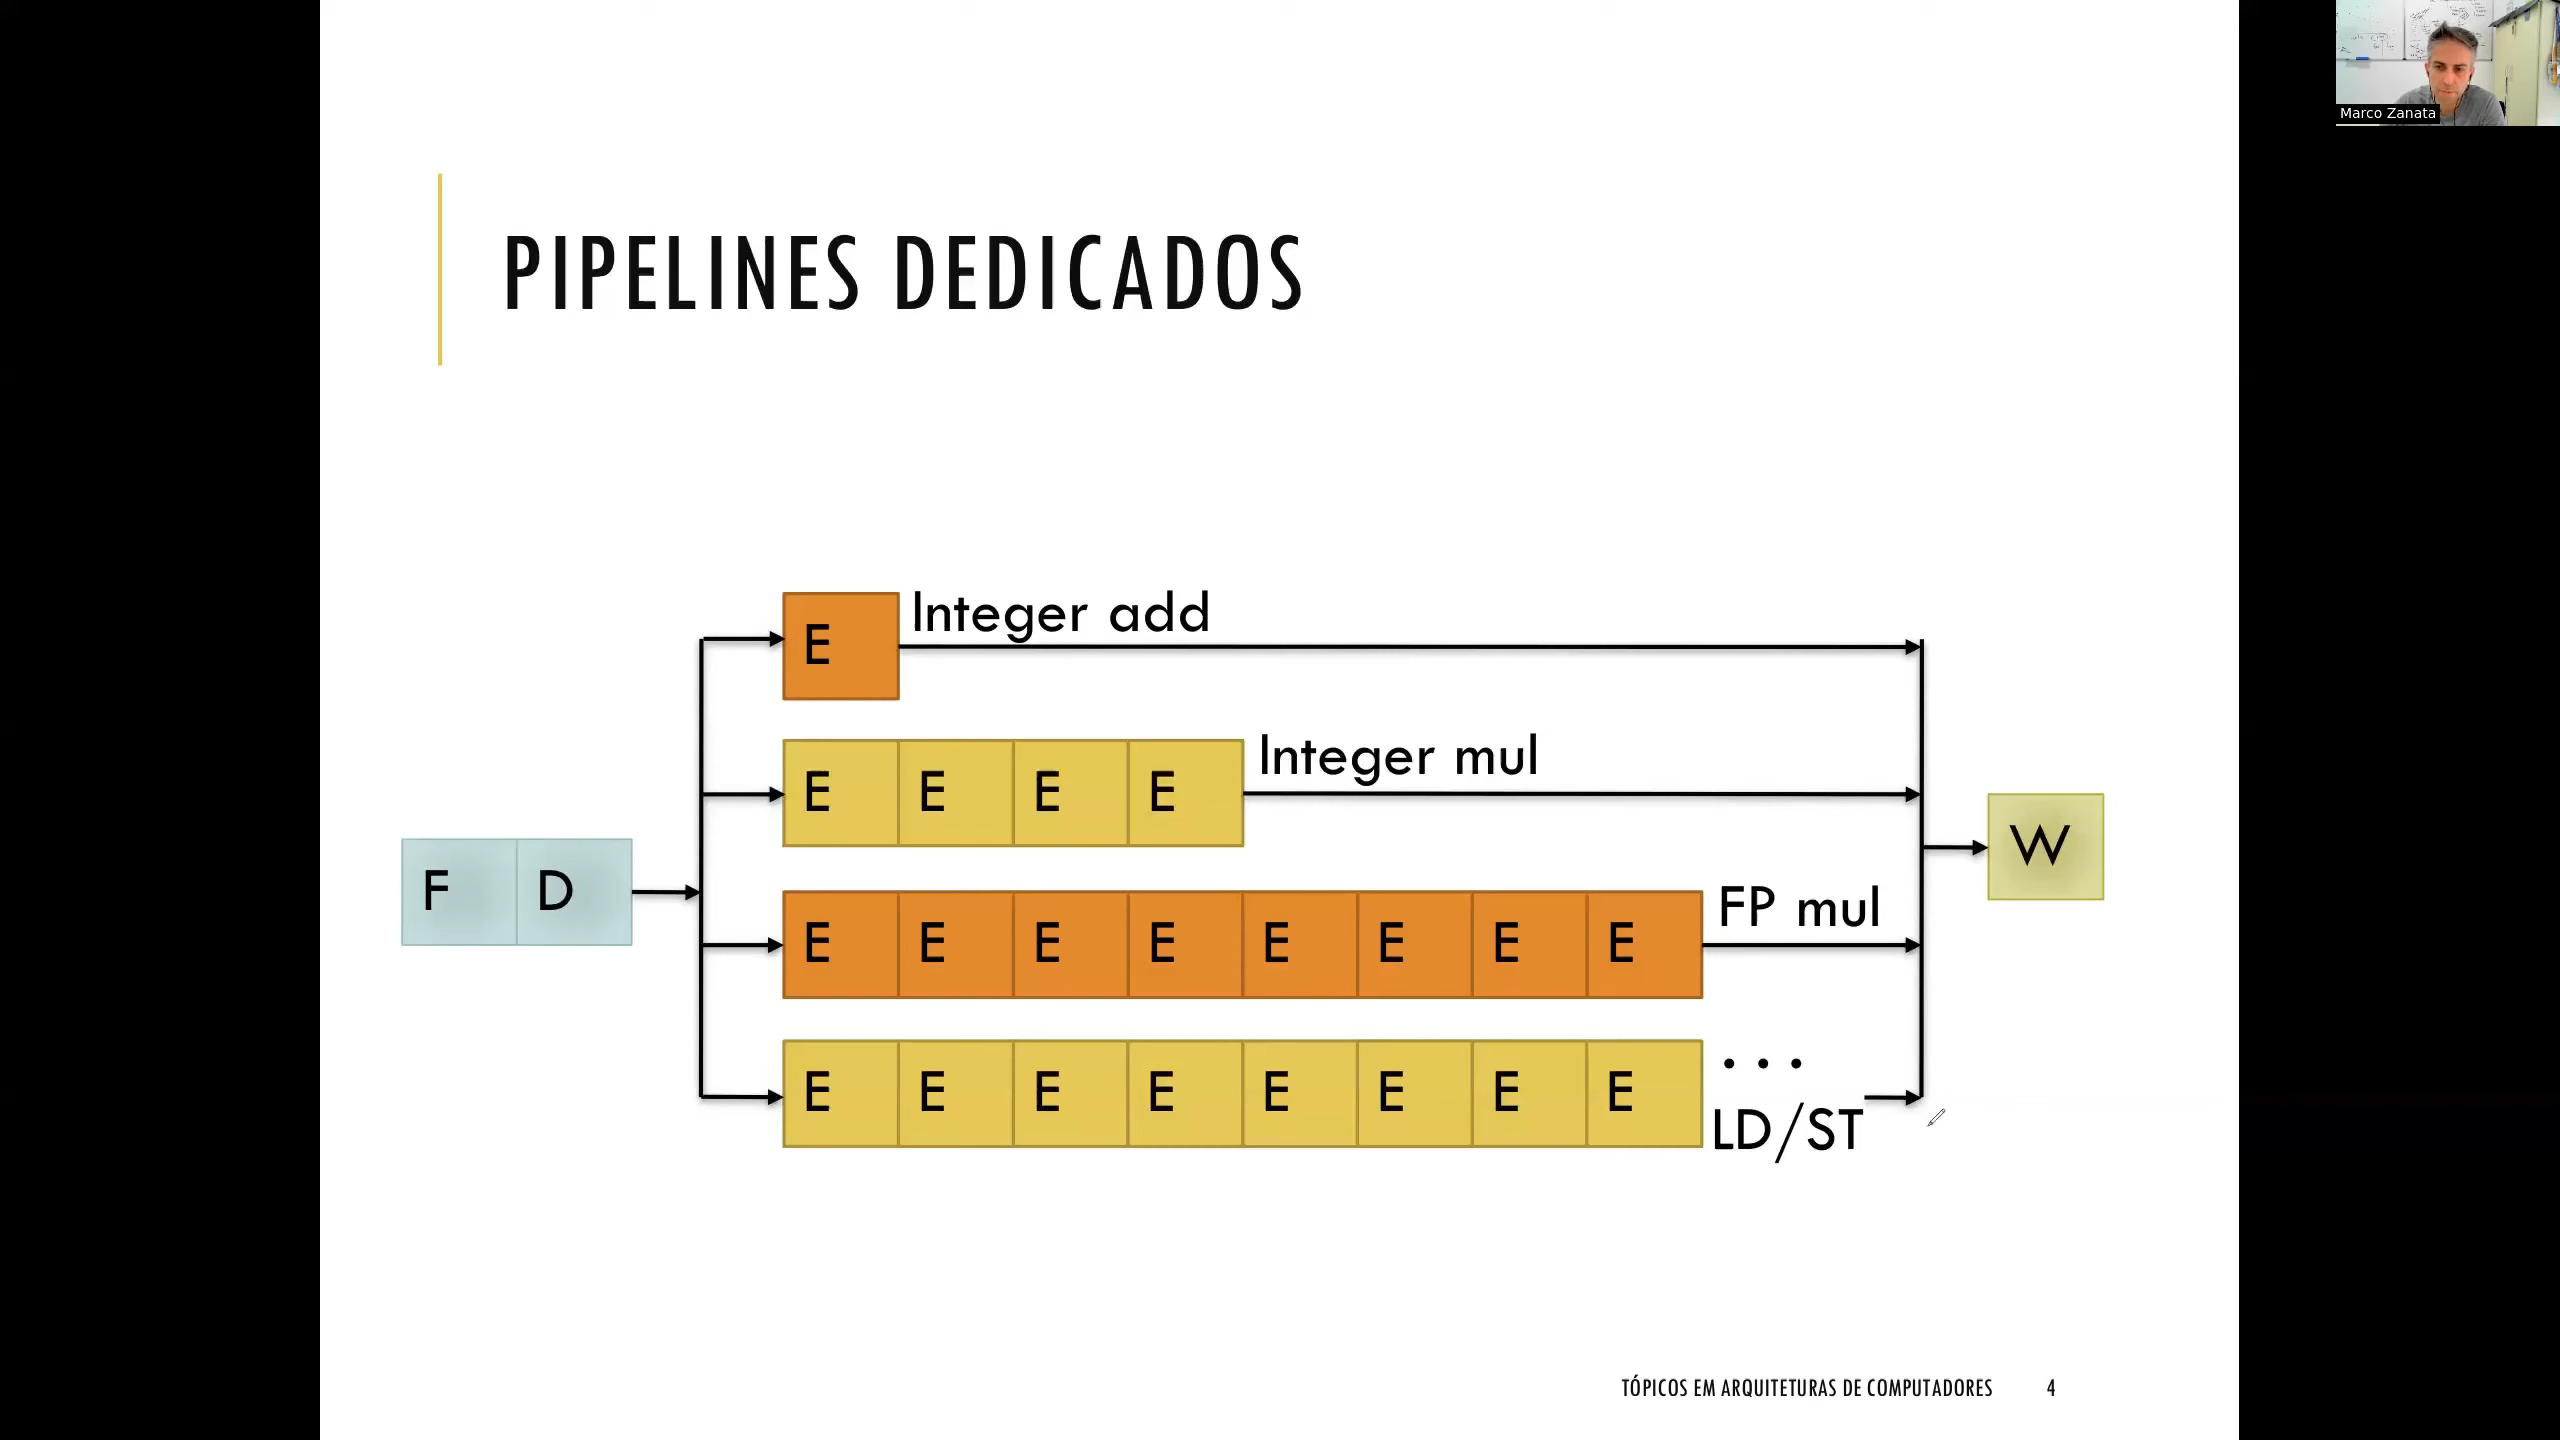 Marco Zanata
PIPELINES DEDICADOS
E Integer add
E E E E Integer mul
F D
W
E E E E E E E E FP mul
E E E E E E E E ...
LD/ST
TÓPICOS EM ARQUITETURAS DE COMPUTADORES 4